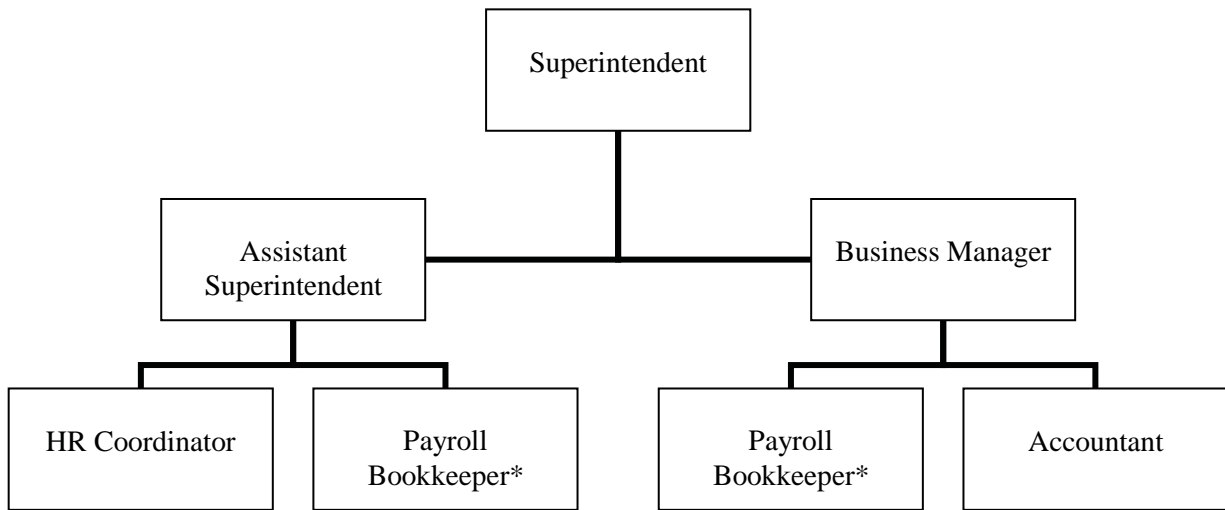 Superintendent
Assistant
Superintendent
Business Manager
HR Coordinator
Payroll
Bookkeeper*
Payroll
Bookkeeper*
Accountant